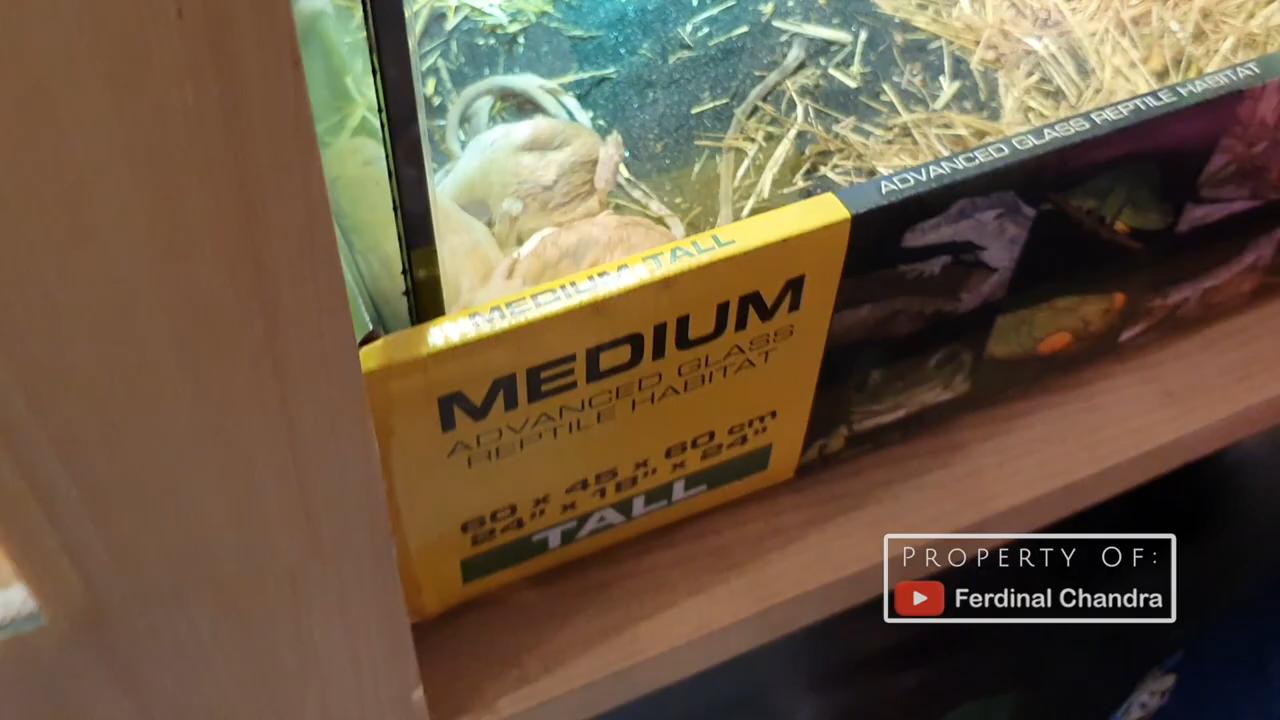 ADVANCED GLASS REPTILE HABITAT
MEDIUM TALL
MEDIUM
ADVANCED GLASS
REPTILE HABITAT
60 x 45 x 60 cm
24" x 18" x 24"
TALL
PROPERTY OF:
Ferdinal Chandra